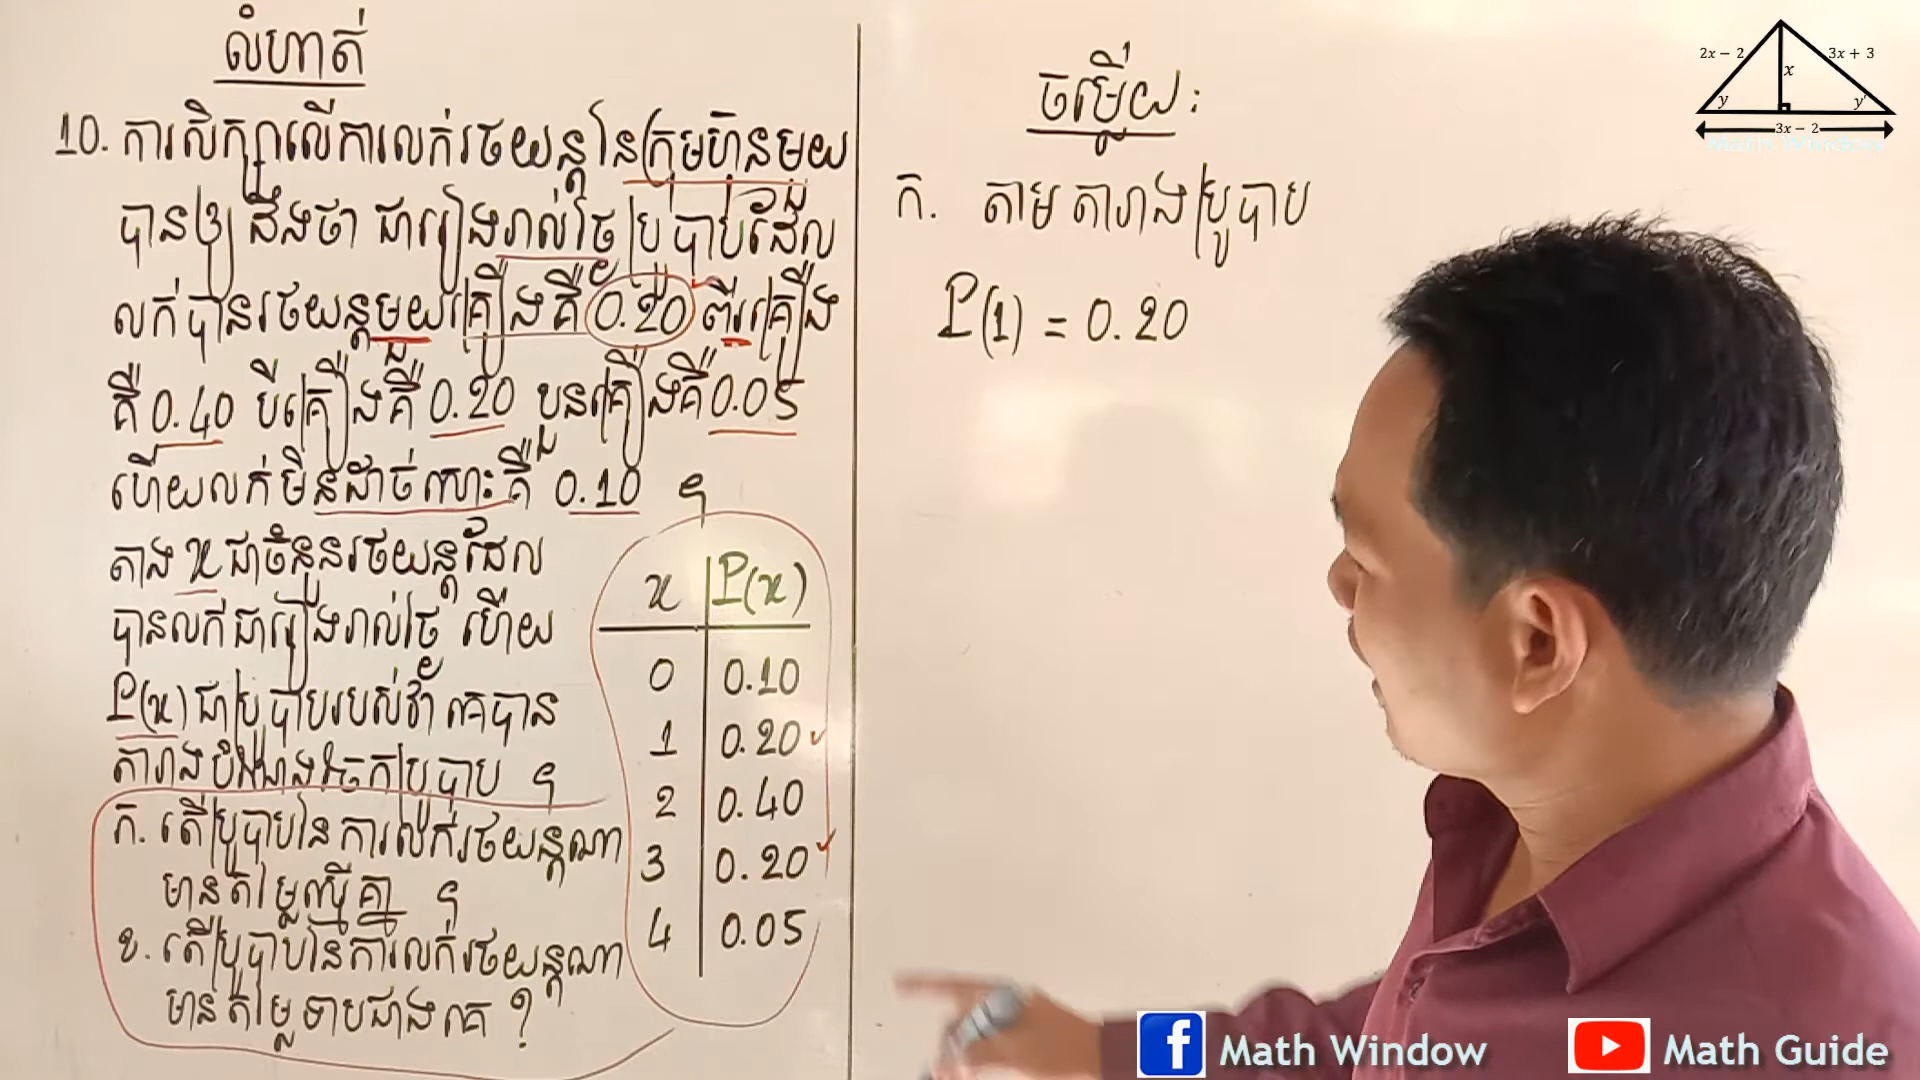 លំហាត់
10. ការសិក្សាលើការលក់រថយន្តនៃក្រុមហ៊ុនមួយ
បានឲ្យដឹងថា ជារៀងរាល់ថ្ងៃ ប្រូបាបដែល
លក់បានរថយន្តមួយគ្រឿងគឺ 0.20 ពីរគ្រឿង
គឺ 0.40 បីគ្រឿងគឺ 0.20 បួនគ្រឿងគឺ 0.05
ហើយលក់មិនដាច់សោះគឺ 0.10 ។
តាង x ជាចំនួនរថយន្តដែល
បានលក់ជារៀងរាល់ថ្ងៃ ហើយ
P(x) ជាប្រូបាបរបស់វា គេបាន
តារាងបំណែងចែកប្រូបាប ។
ក. តើប្រូបាបនៃការលក់រថយន្តណា
មានតម្លៃស្មើគ្នា ។
ខ. តើប្រូបាបនៃការលក់រថយន្តណា
មានតម្លៃទាបជាងគេ ?
x P(x)
0 0.10
1 0.20
2 0.40
3 0.20
4 0.05
ចម្លើយ :
ក. តាមតារាងប្រូបាប
P(1) = 0.20
2x − 2
3x + 3
x
y
y'
3x − 2
Math Window
Math Window
Math Guide